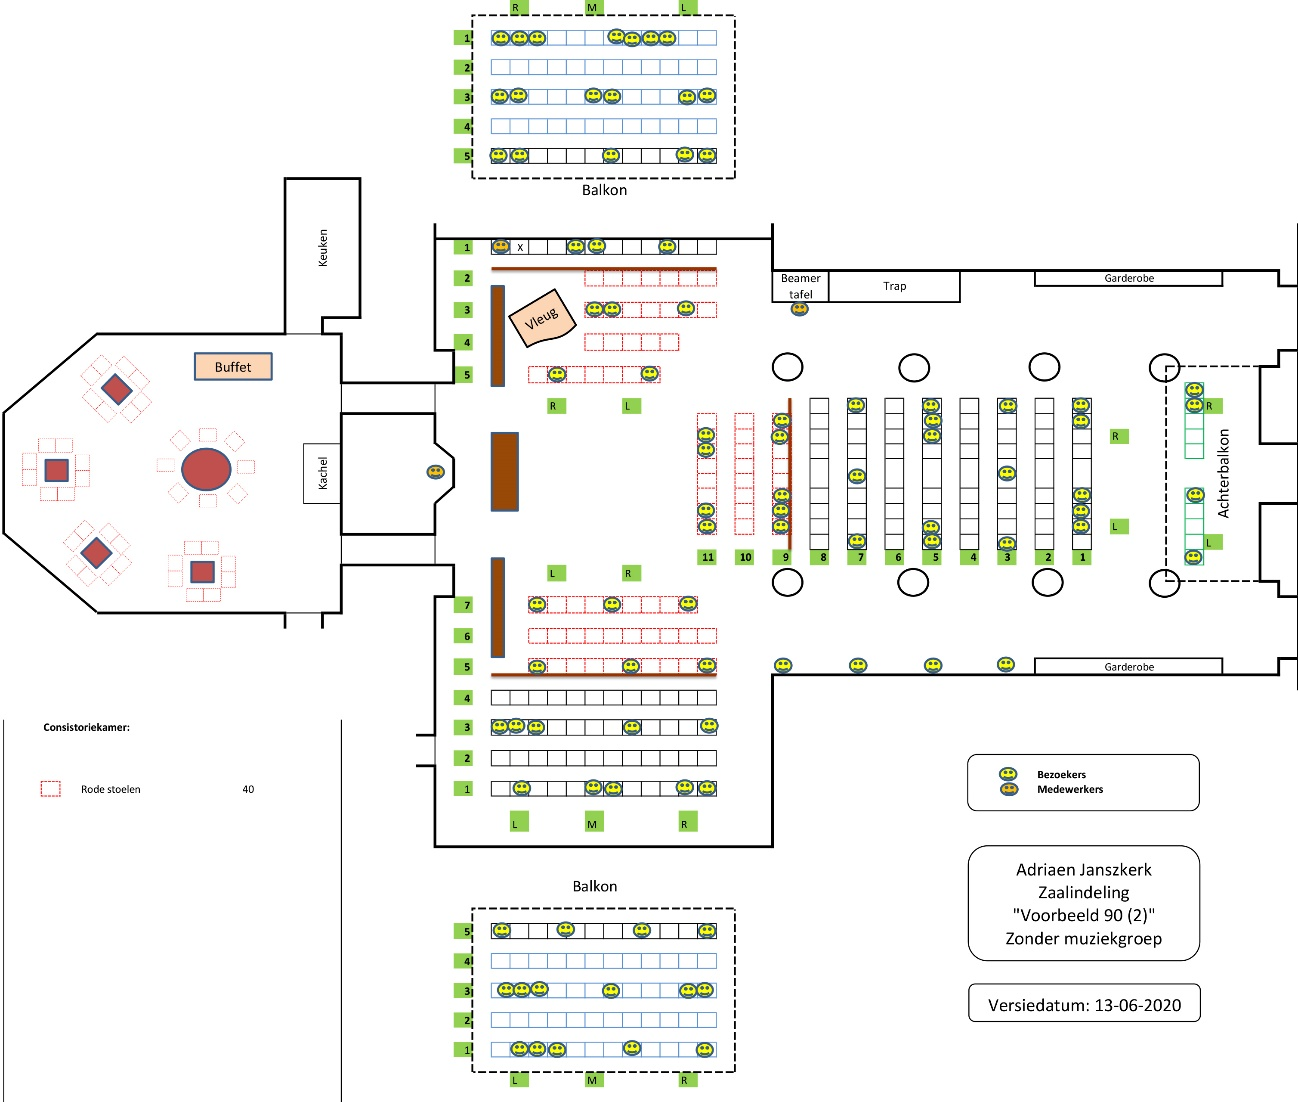 R M L
1
2
3
4
5
Balkon
Keuken
1 X
2
3
4
5
Vleug
R L
Beamer
tafel
Trap
Garderobe
Buffet
Kachel
R
L
R
L
Achterbalkon
11 10 9 8 7 6 5 4 3 2 1
L R
7
6
5
4
3
2
1
L M R
Garderobe
Consistoriekamer:
Rode stoelen 40
Bezoekers
Medewerkers
Adriaen Janszkerk
Zaalindeling
"Voorbeeld 90 (2)"
Zonder muziekgroep
Versiedatum: 13-06-2020
Balkon
5
4
3
2
1
L M R